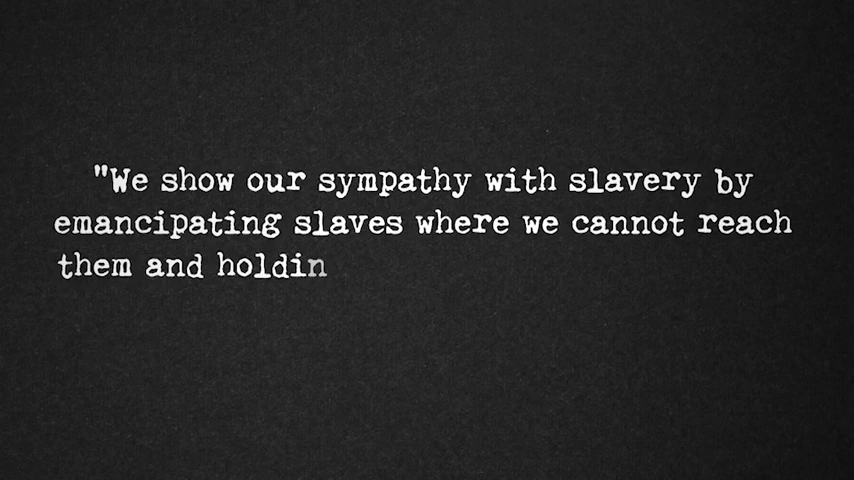 "We show our sympathy with slavery by
emancipating slaves where we cannot reach
them and holdin